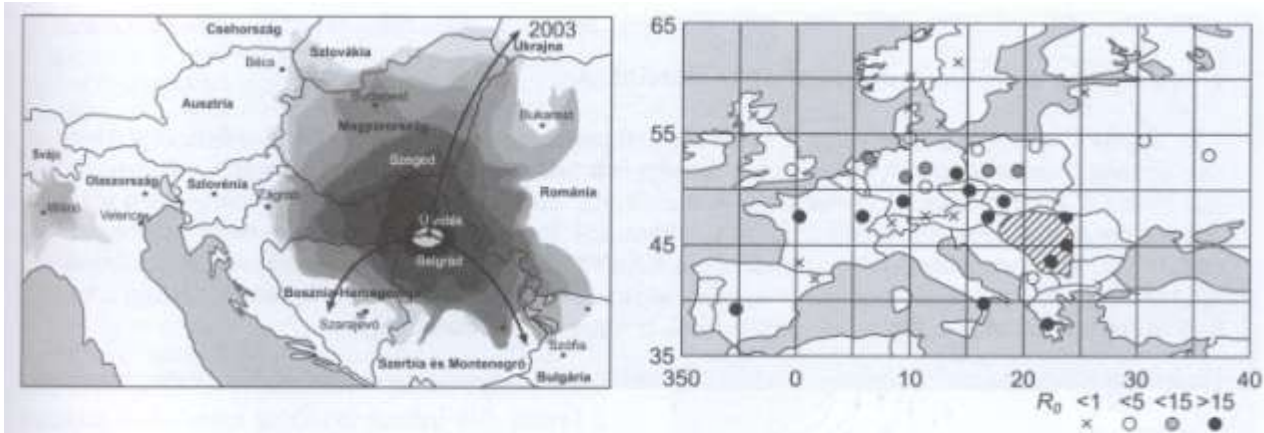 2003
Csehország
Szlovákia
Ukrajna
Bécs
Ausztria
Budapest
Bukarest
Magyarország
Svájc
Szeged
Olaszország
Szlovénia
Zágráb
Románia
Milánó
Velence
Újvidék
Belgrád
Bosznia-Hercegovina
Szarajevó
Szófia
Szerbia és Montenegró
Bulgária
65
55
45
35
350 0 10 20 30 40
R₀ <1 <5 <15 >15